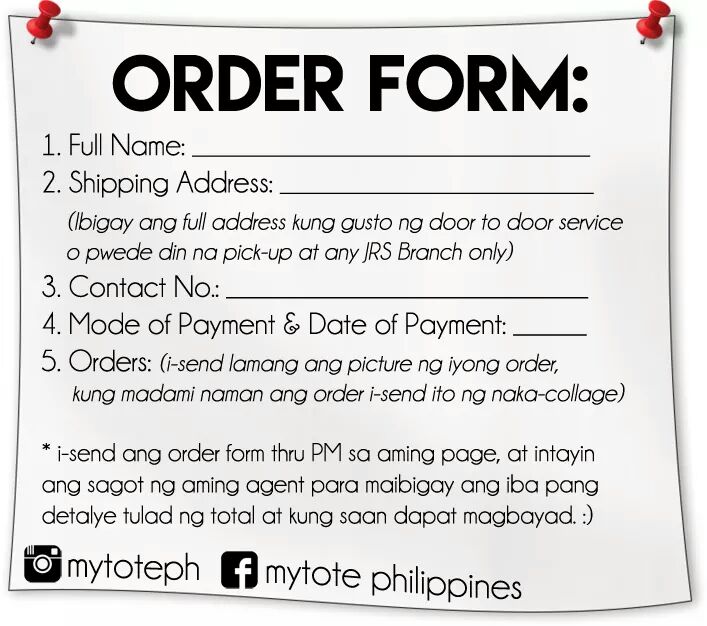 ORDER FORM:
1. Full Name: ____________________
2. Shipping Address: ____________________
(Ibigay ang full address kung gusto ng door to door service
o pwede din na pick-up at any JRS Branch only)
3. Contact No.: ____________________
4. Mode of Payment & Date of Payment: _____
5. Orders: (i-send lamang ang picture ng iyong order,
kung madami naman ang order i-send ito ng naka-collage)
* i-send ang order form thru PM sa aming page, at intayin
ang sagot ng aming agent para maibigay ang iba pang
detalye tulad ng total at kung saan dapat magbayad. :)
mytoteph f mytote philippines